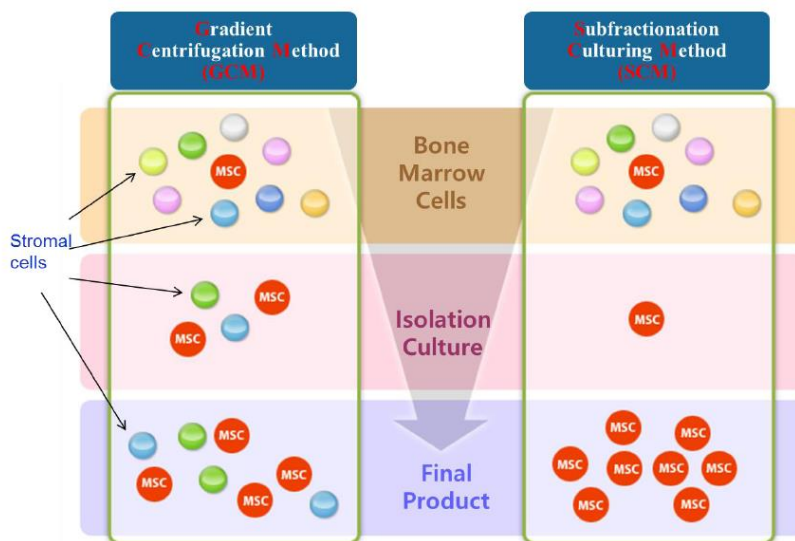 Gradient
Centrifugation Method
(GCM)
Subfractionation
Culturing Method
(SCM)
Bone
Marrow
Cells
MSC
MSC
Stromal
cells
Isolation
Culture
MSC
MSC
MSC
Final
Product
MSC
MSC
MSC
MSC
MSC
MSC
MSC
MSC
MSC
MSC
MSC
MSC